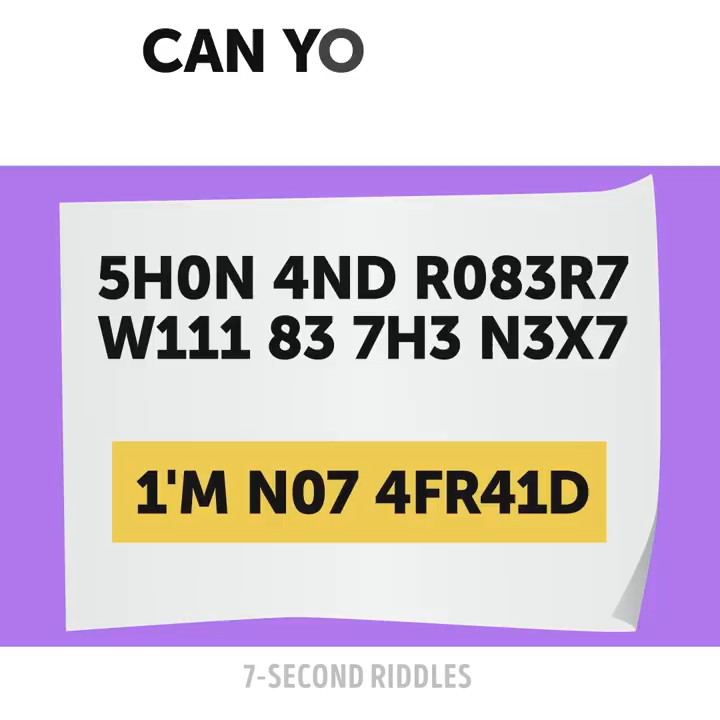 CAN YO
5H0N 4ND R083R7
W111 83 7H3 N3X7
1'M N07 4FR41D
7-SECOND RIDDLES